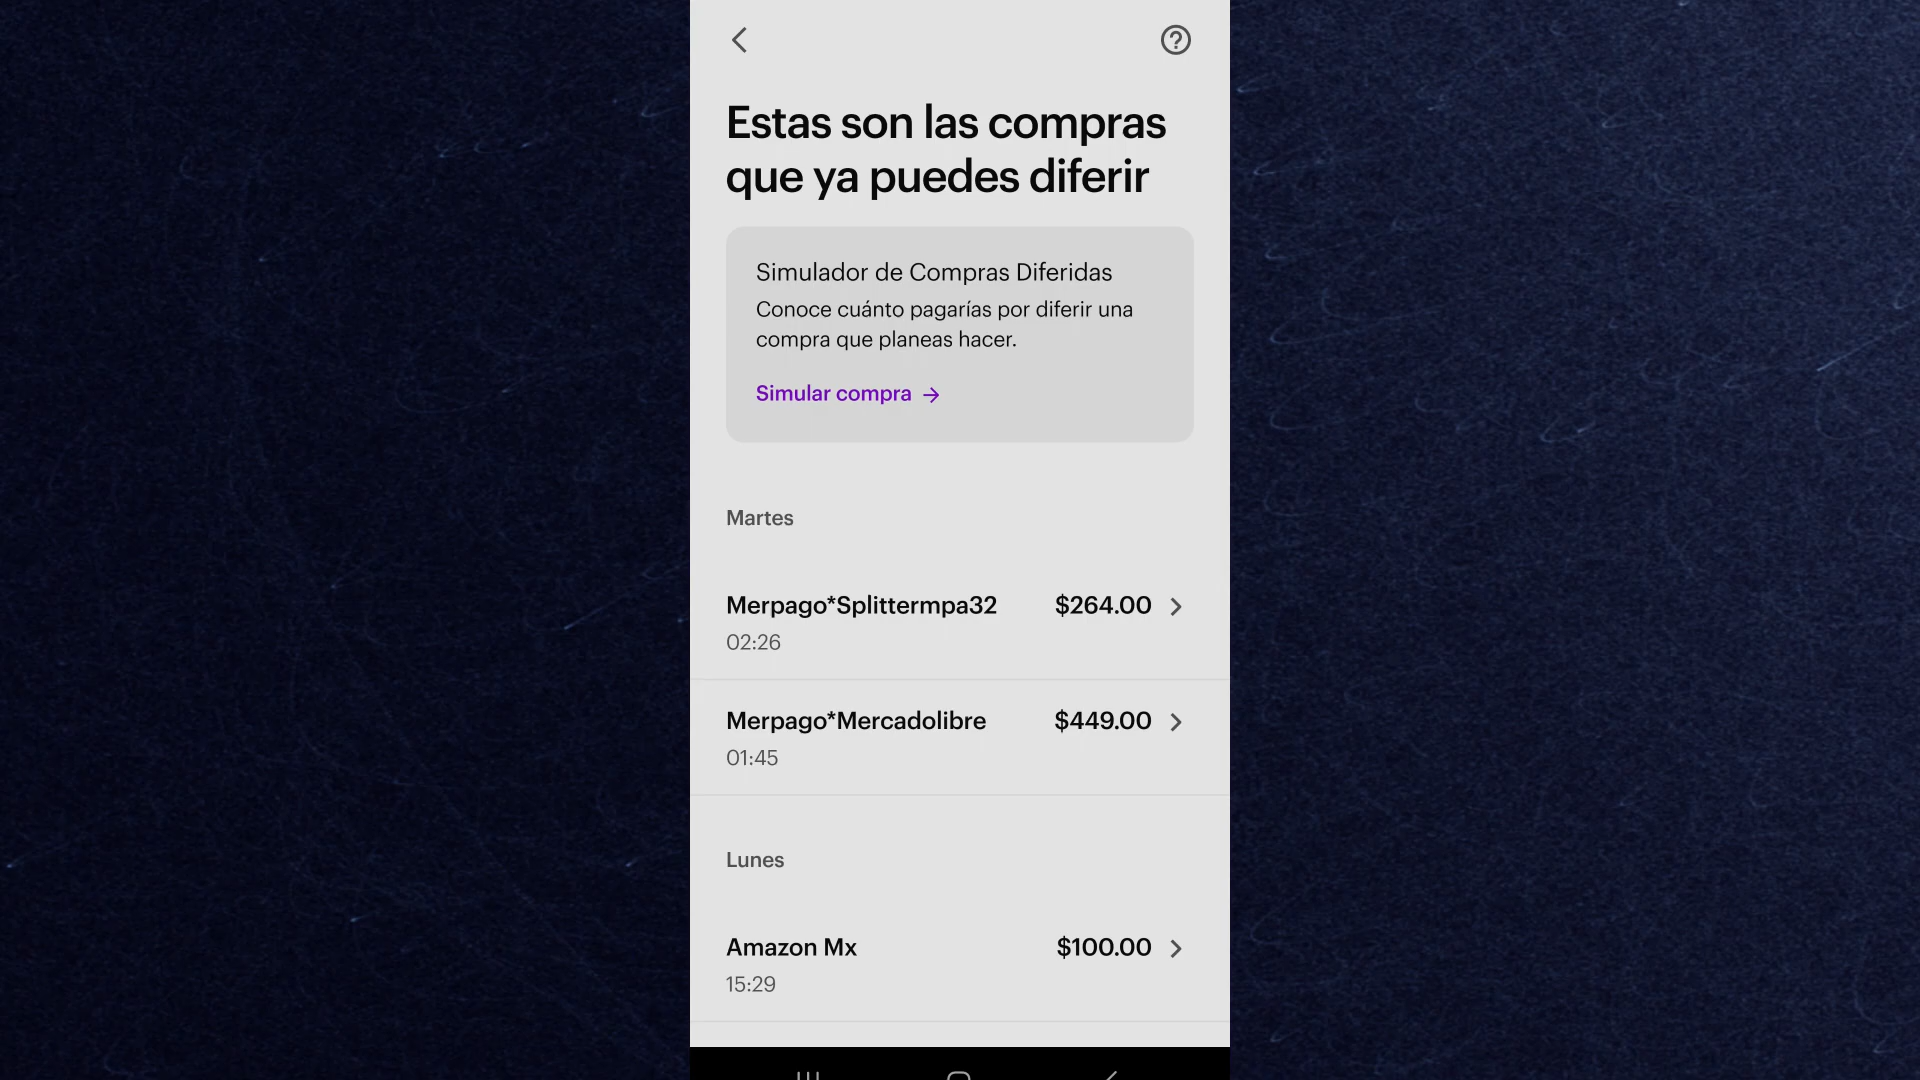 Estas son las compras
que ya puedes diferir
Simulador de Compras Diferidas
Conoce cuánto pagarías por diferir una
compra que planeas hacer.
Simular compra →
Martes
Merpago*Splittermpa32 $264.00
02:26
Merpago*Mercadolibre $449.00
01:45
Lunes
Amazon Mx $100.00
15:29